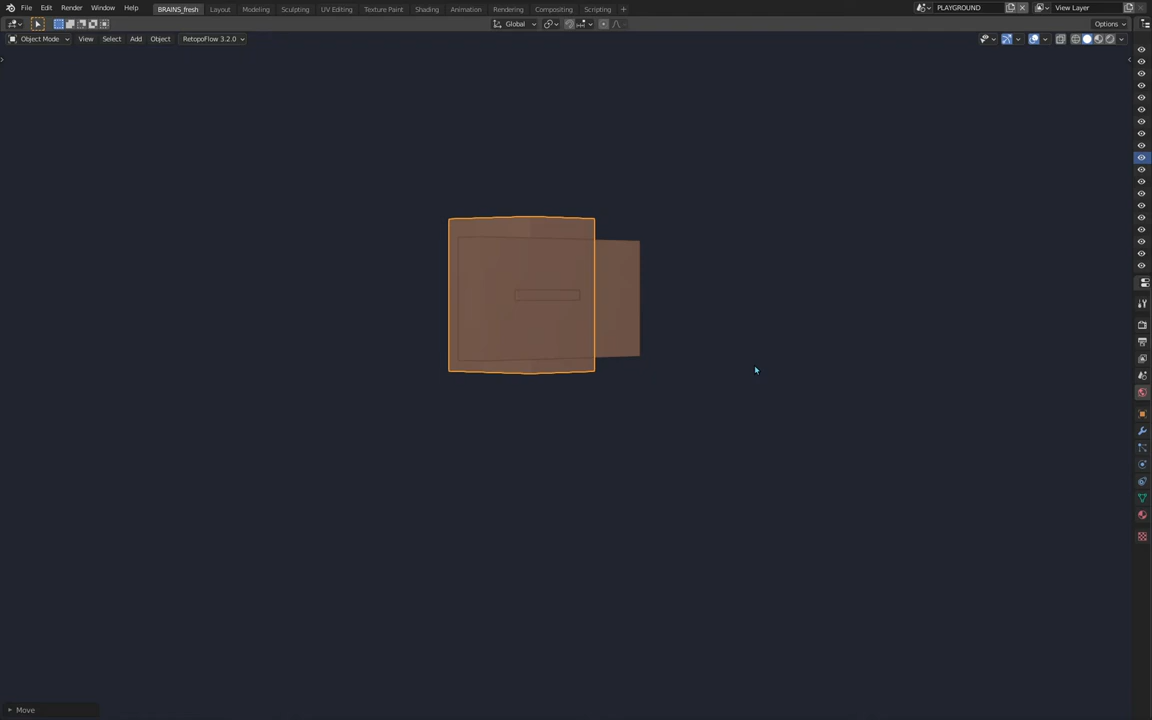 File Edit Render Window Help BRAINS_fresh Layout Modeling Sculpting UV Editing Texture Paint Shading Animation Rendering Compositing Scripting + PLAYGROUND View Layer
Global Options
Object Mode View Select Add Object RetopoFlow 3.2.0
Move